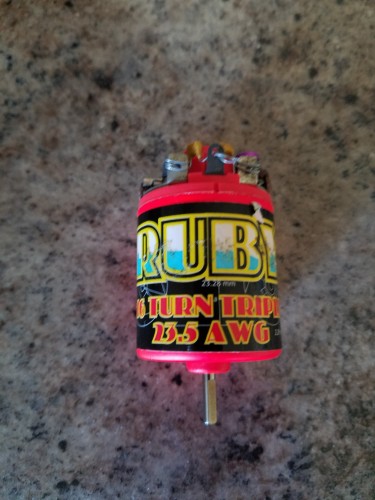 RUBY
23.26 mm
16 TURN TRIPLE
23.5 AWG